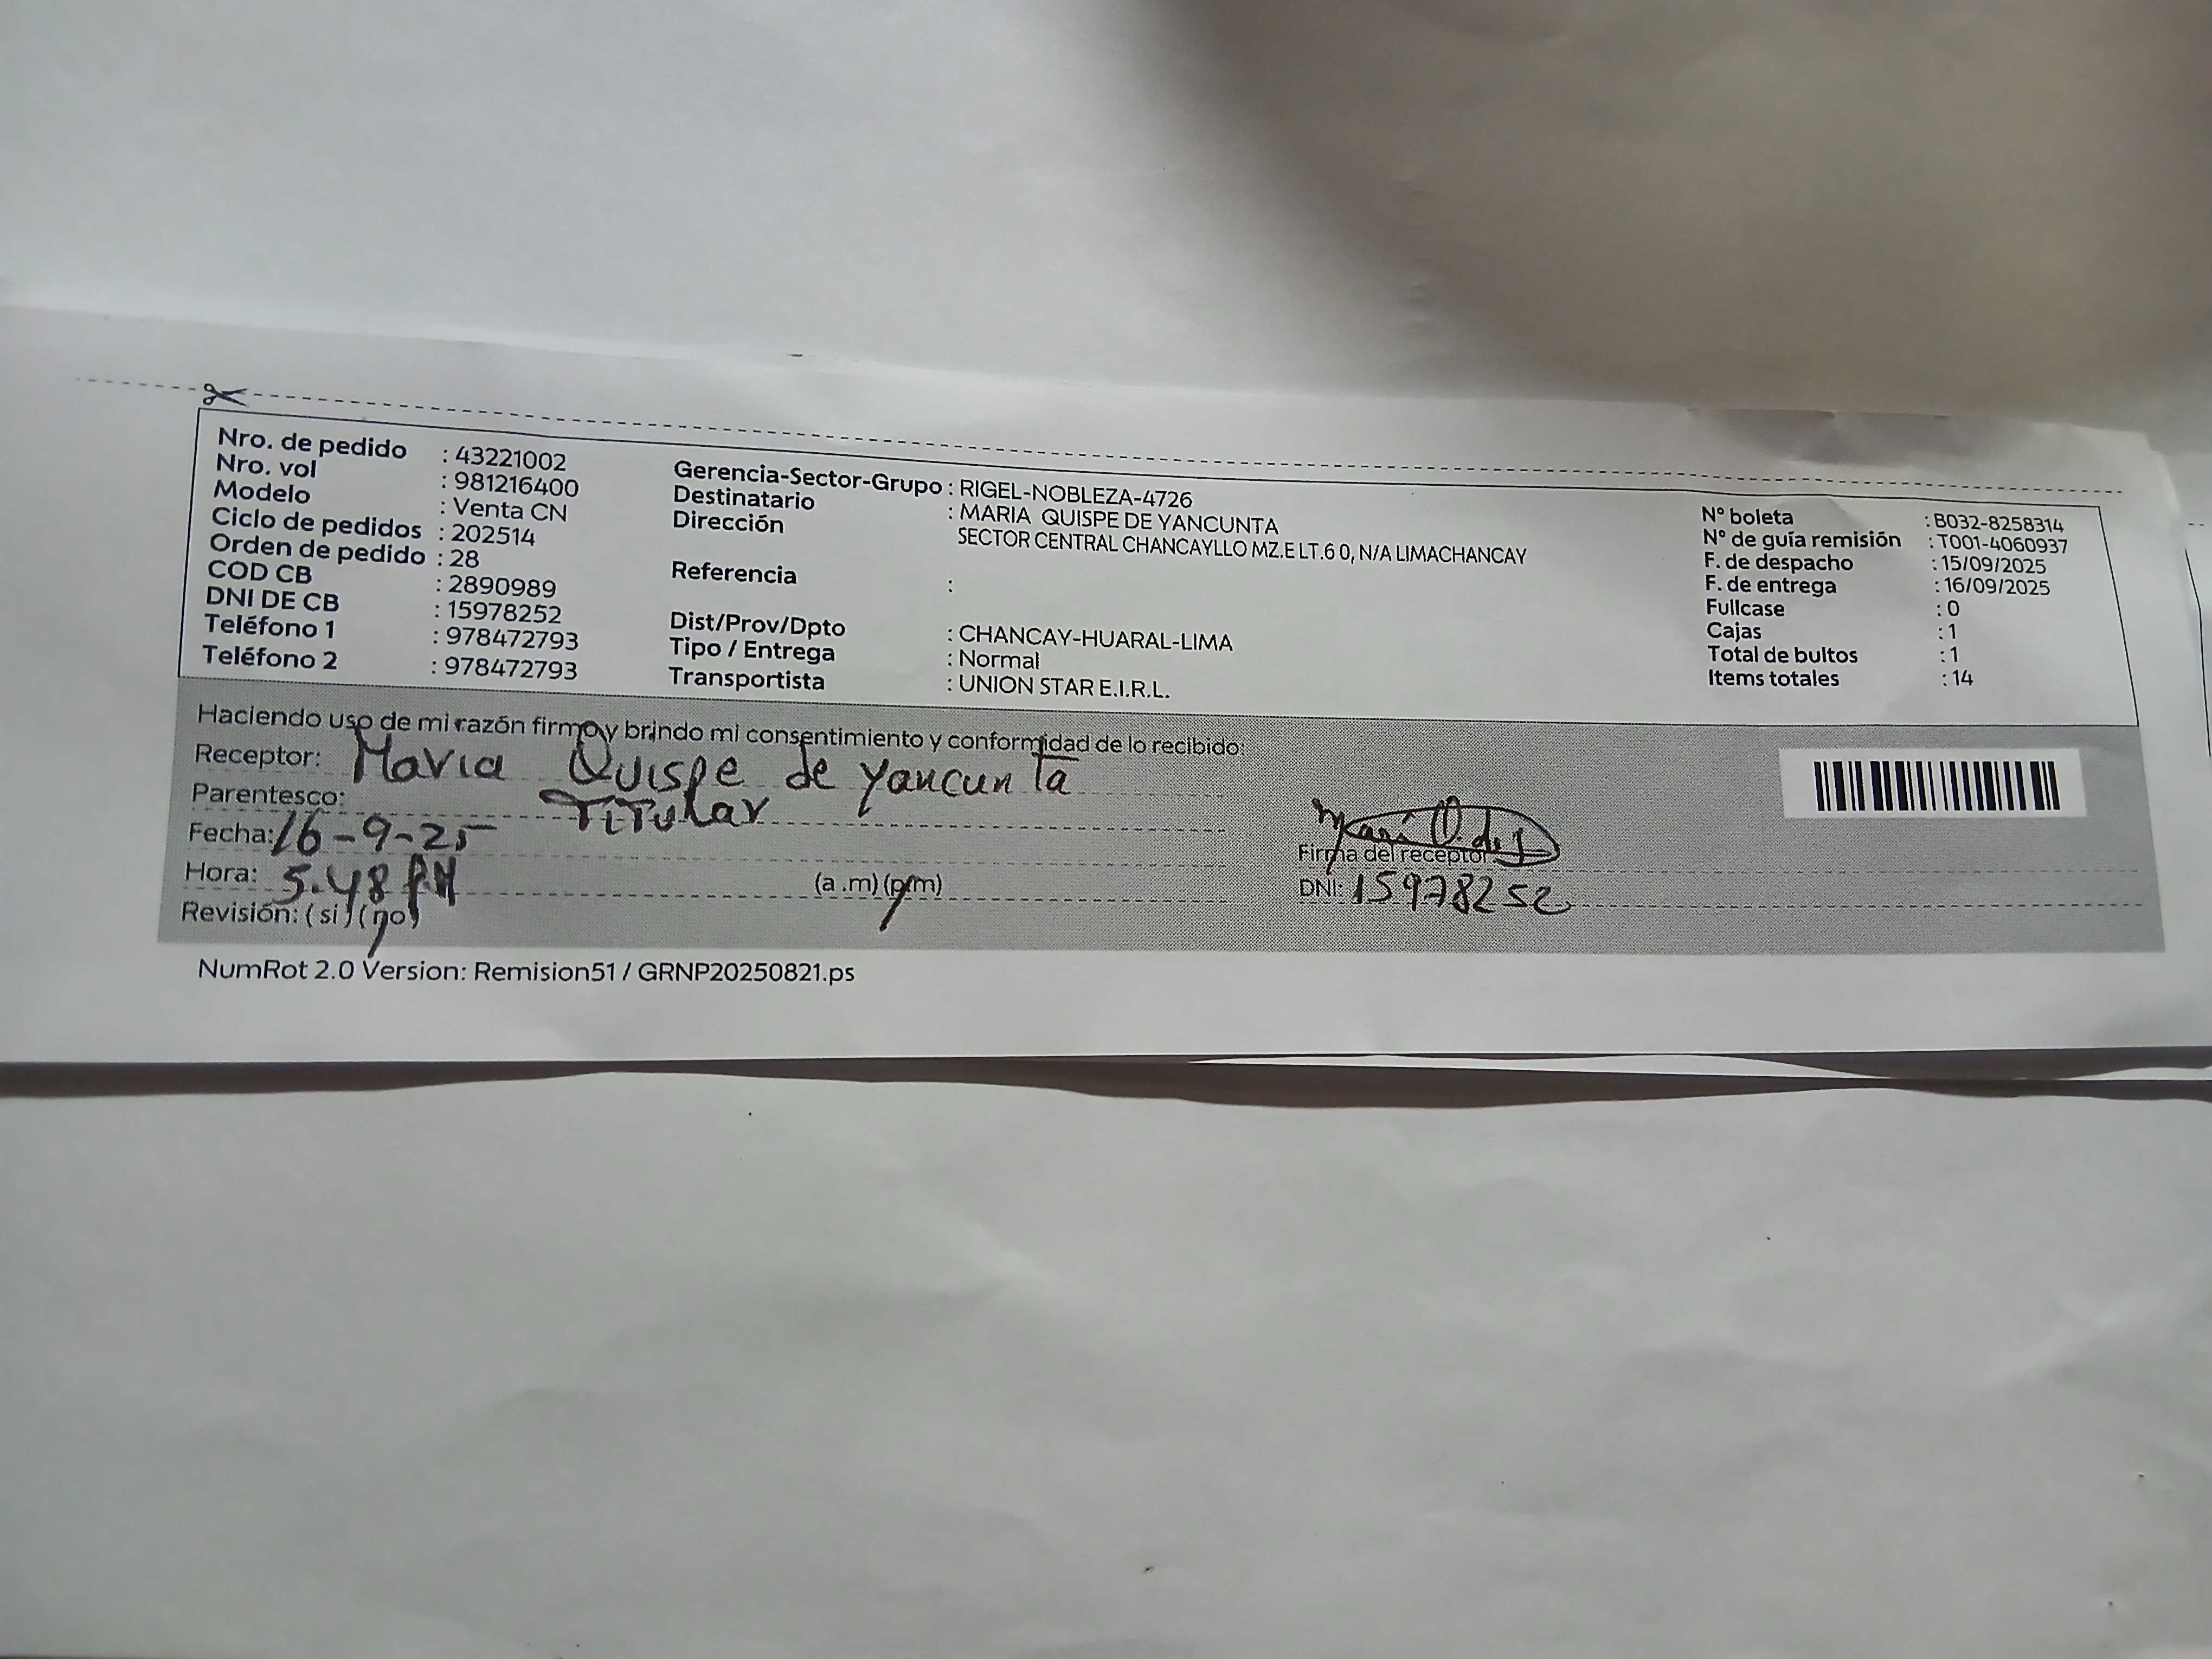 Nro. de pedido : 43221002
Nro. vol : 981216400
Modelo : Venta CN
Ciclo de pedidos : 202514
Orden de pedido : 28
COD CB : 2890989
DNI DE CB : 15978252
Teléfono 1 : 978472793
Teléfono 2 : 978472793
Gerencia-Sector-Grupo : RIGEL-NOBLEZA-4726
Destinatario : MARIA QUISPE DE YANCUNTA
Dirección SECTOR CENTRAL CHANCAYLLO MZ.E LT.6 0, N/A LIMACHANCAY
Referencia :
Dist/Prov/Dpto : CHANCAY-HUARAL-LIMA
Tipo / Entrega : Normal
Transportista : UNION STAR E.I.R.L.
N° boleta : B032-8258314
N° de guía remisión : T001-4060937
F. de despacho : 15/09/2025
F. de entrega : 16/09/2025
Fullcase : 0
Cajas : 1
Total de bultos : 1
Items totales : 14
Haciendo uso de mi razón firmo y brindo mi consentimiento y conformidad de lo recibido:
Receptor: Maria Quispe de Yancunta
Parentesco: Titular
Fecha: 16-9-25
Hora: 5.48 PM (a .m) (p.m)
Revisión: ( si ) ( no )
Firma del receptor
DNI: 15978252
NumRot 2.0 Version: Remision51 / GRNP20250821.ps